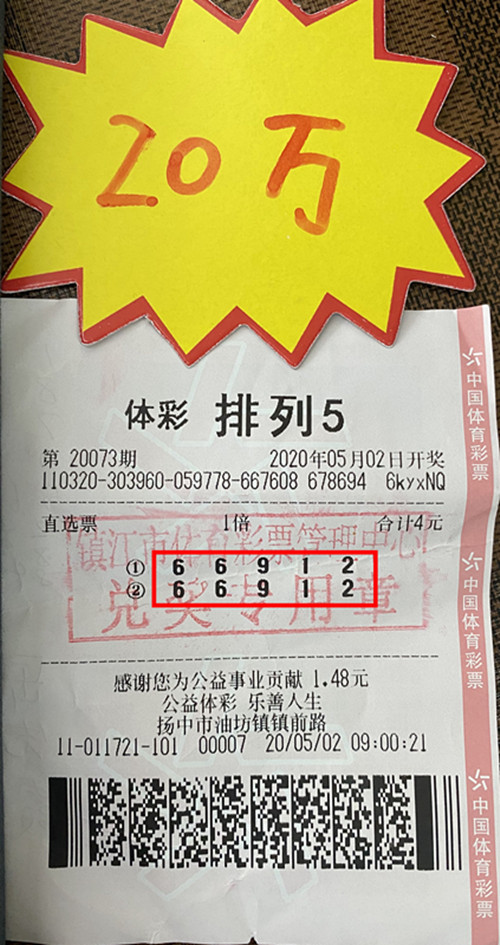 20万
体彩 排列5
第 20073期 2020年05月02日开奖
110320-303960-059778-667608 678694 6kyxNQ
直选票 1倍 合计4元
镇江市体育彩票管理中心
① 6 6 9 1 2
② 6 6 9 1 2
兑奖专用章
感谢您为公益事业贡献 1.48元
公益体彩 乐善人生
扬中市油坊镇镇前路
11-011721-101 00007 20/05/02 09:00:21
中国体育彩票
中国体育彩票
中国体育彩票